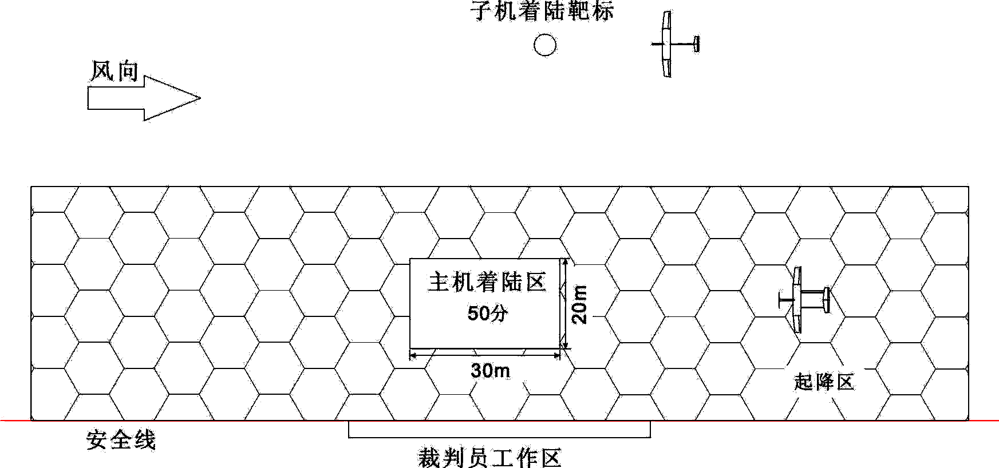 子机着陆靶标
风向
主机着陆区
50分
20m
30m
起降区
安全线
裁判员工作区